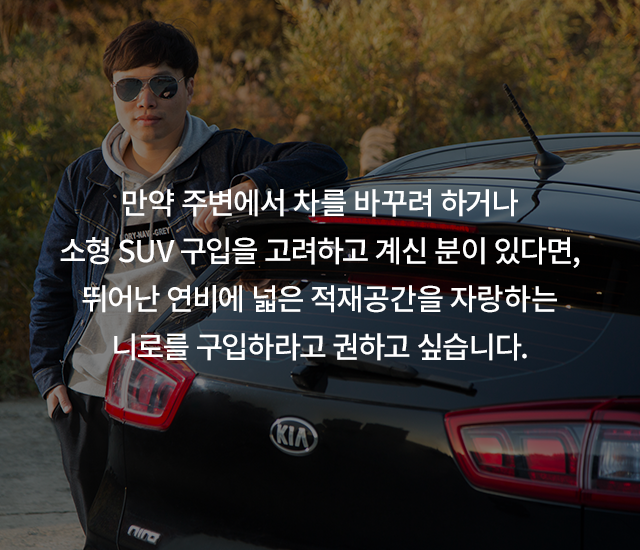 만약 주변에서 차를 바꾸려 하거나
소형 SUV 구입을 고려하고 계신 분이 있다면,
뛰어난 연비에 넓은 적재공간을 자랑하는
니로를 구입하라고 권하고 싶습니다.
DRY-NAVY-GREY
KIA
niro